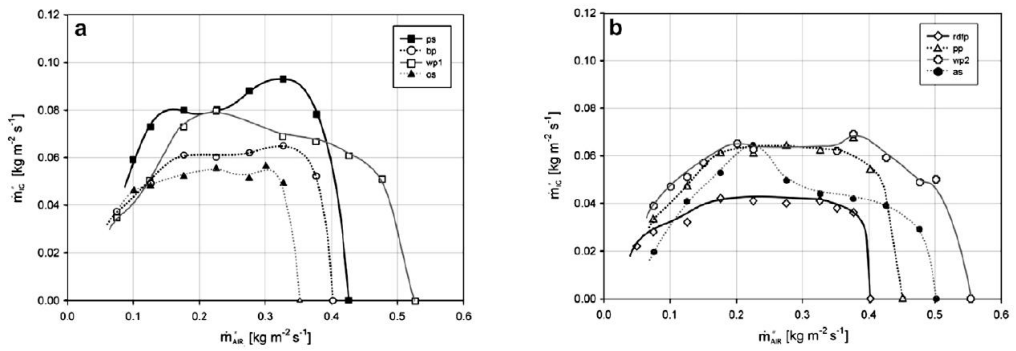 a
ps
bp
wp1
os
0.12
0.10
0.08
0.06
0.04
0.02
0.00
0.0 0.1 0.2 0.3 0.4 0.5 0.6
ṁ″IG [kg m⁻² s⁻¹]
ṁ″AIR [kg m⁻² s⁻¹]
b
rdfp
pp
wp2
as
0.12
0.10
0.08
0.06
0.04
0.02
0.00
0.0 0.1 0.2 0.3 0.4 0.5 0.6
ṁ″IG [kg m⁻² s⁻¹]
ṁ″AIR [kg m⁻² s⁻¹]